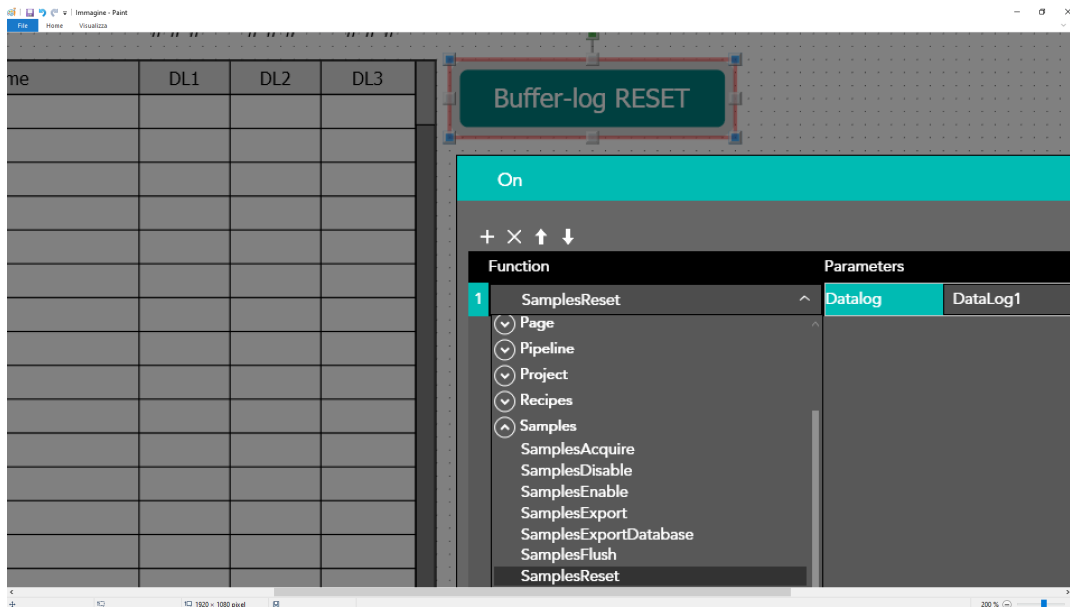 Immagine - Paint
File Home Visualizza
me DL1 DL2 DL3
Buffer-log RESET
On
Function Parameters
1 SamplesReset Datalog DataLog1
Page
Pipeline
Project
Recipes
Samples
SamplesAcquire
SamplesDisable
SamplesEnable
SamplesExport
SamplesExportDatabase
SamplesFlush
SamplesReset
1920 × 1080 pixel 200 %